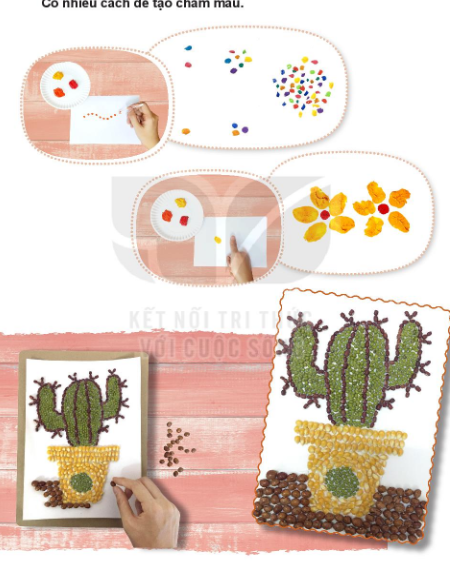 Có nhiều cách để tạo chấm màu.
KẾT NỐI TRI THỨC
VỚI CUỘC SỐNG